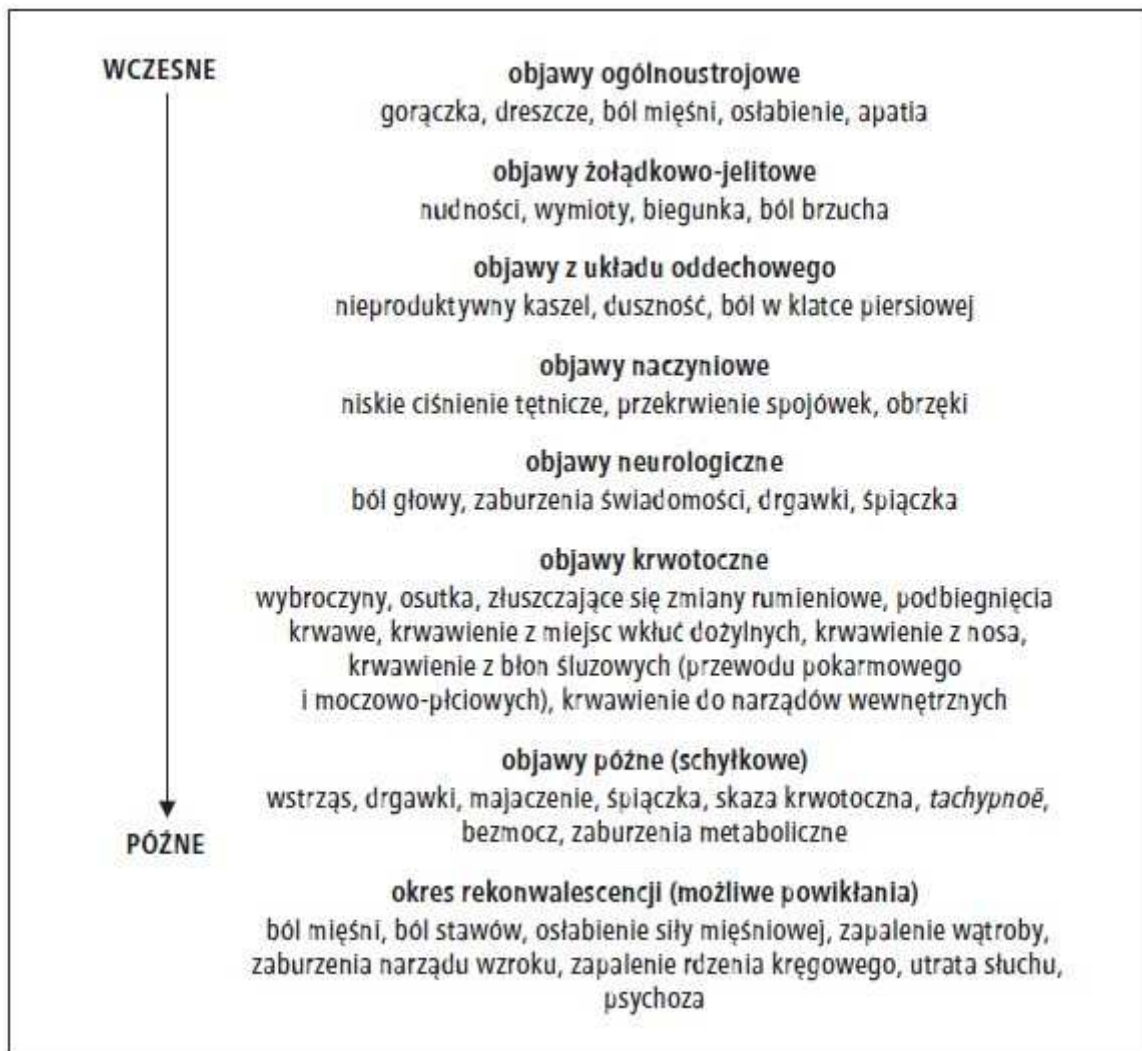 WCZESNE
objawy ogólnoustrojowe
gorączka, dreszcze, ból mięśni, osłabienie, apatia
objawy żołądkowo-jelitowe
nudności, wymioty, biegunka, ból brzucha
objawy z układu oddechowego
nieproduktywny kaszel, duszność, ból w klatce piersiowej
objawy naczyniowe
niskie ciśnienie tętnicze, przekrwienie spojówek, obrzęki
objawy neurologiczne
ból głowy, zaburzenia świadomości, drgawki, śpiączka
objawy krwotoczne
wybroczyny, osutka, złuszczające się zmiany rumieniowe, podbiegnięcia
krwawe, krwawienie z miejsc wkłuć dożylnych, krwawienie z nosa,
krwawienie z błon śluzowych (przewodu pokarmowego
i moczowo-płciowych), krwawienie do narządów wewnętrznych
objawy późne (schyłkowe)
wstrząs, drgawki, majaczenie, śpiączka, skaza krwotoczna, tachypnoë,
bezmocz, zaburzenia metaboliczne
PÓŹNE
okres rekonwalescencji (możliwe powikłania)
ból mięśni, ból stawów, osłabienie siły mięśniowej, zapalenie wątroby,
zaburzenia narządu wzroku, zapalenie rdzenia kręgowego, utrata słuchu,
psychoza